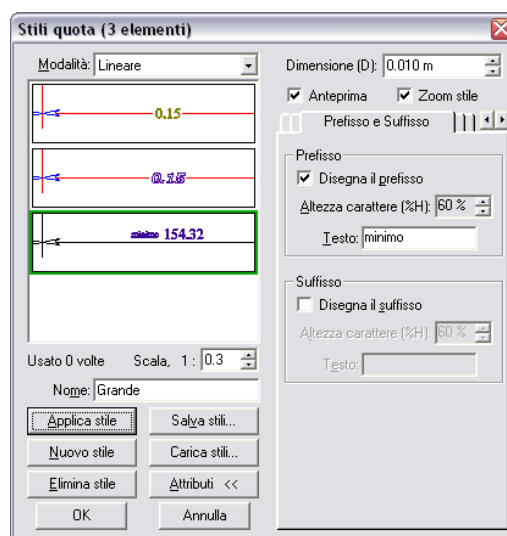 Stili quota (3 elementi)
Modalità: Lineare
0.15
0.15
minimo 154.32
Usato 0 volte Scala, 1 : 0.3
Nome: Grande
Applica stile Salva stili...
Nuovo stile Carica stili...
Elimina stile Attributi <<
OK Annulla
Dimensione (D): 0.010 m
Anteprima Zoom stile
Prefisso e Suffisso
Prefisso
Disegna il prefisso
Altezza carattere (%H): 60 %
Testo: minimo
Suffisso
Disegna il suffisso
Altezza carattere (%H): 60 %
Testo: